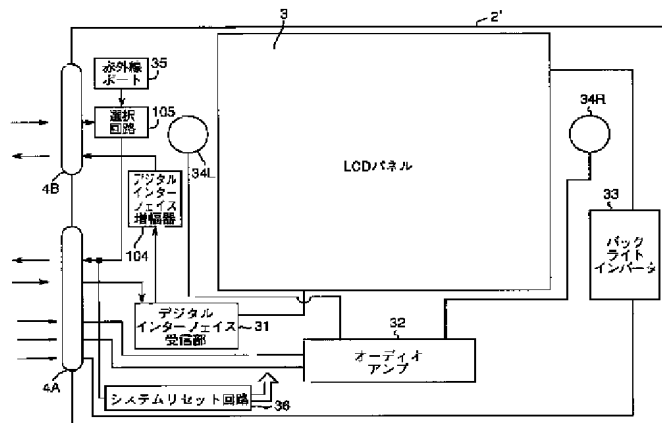 3
2'
赤外線
ポート
35
選択
回路
105
34L
34R
4B
デジタル
インター
フェイス
増幅器
104
LCDパネル
33
バック
ライト
インバータ
デジタル
インターフェイス
受信部
31
32
オーディオ
アンプ
4A
システムリセット回路
36